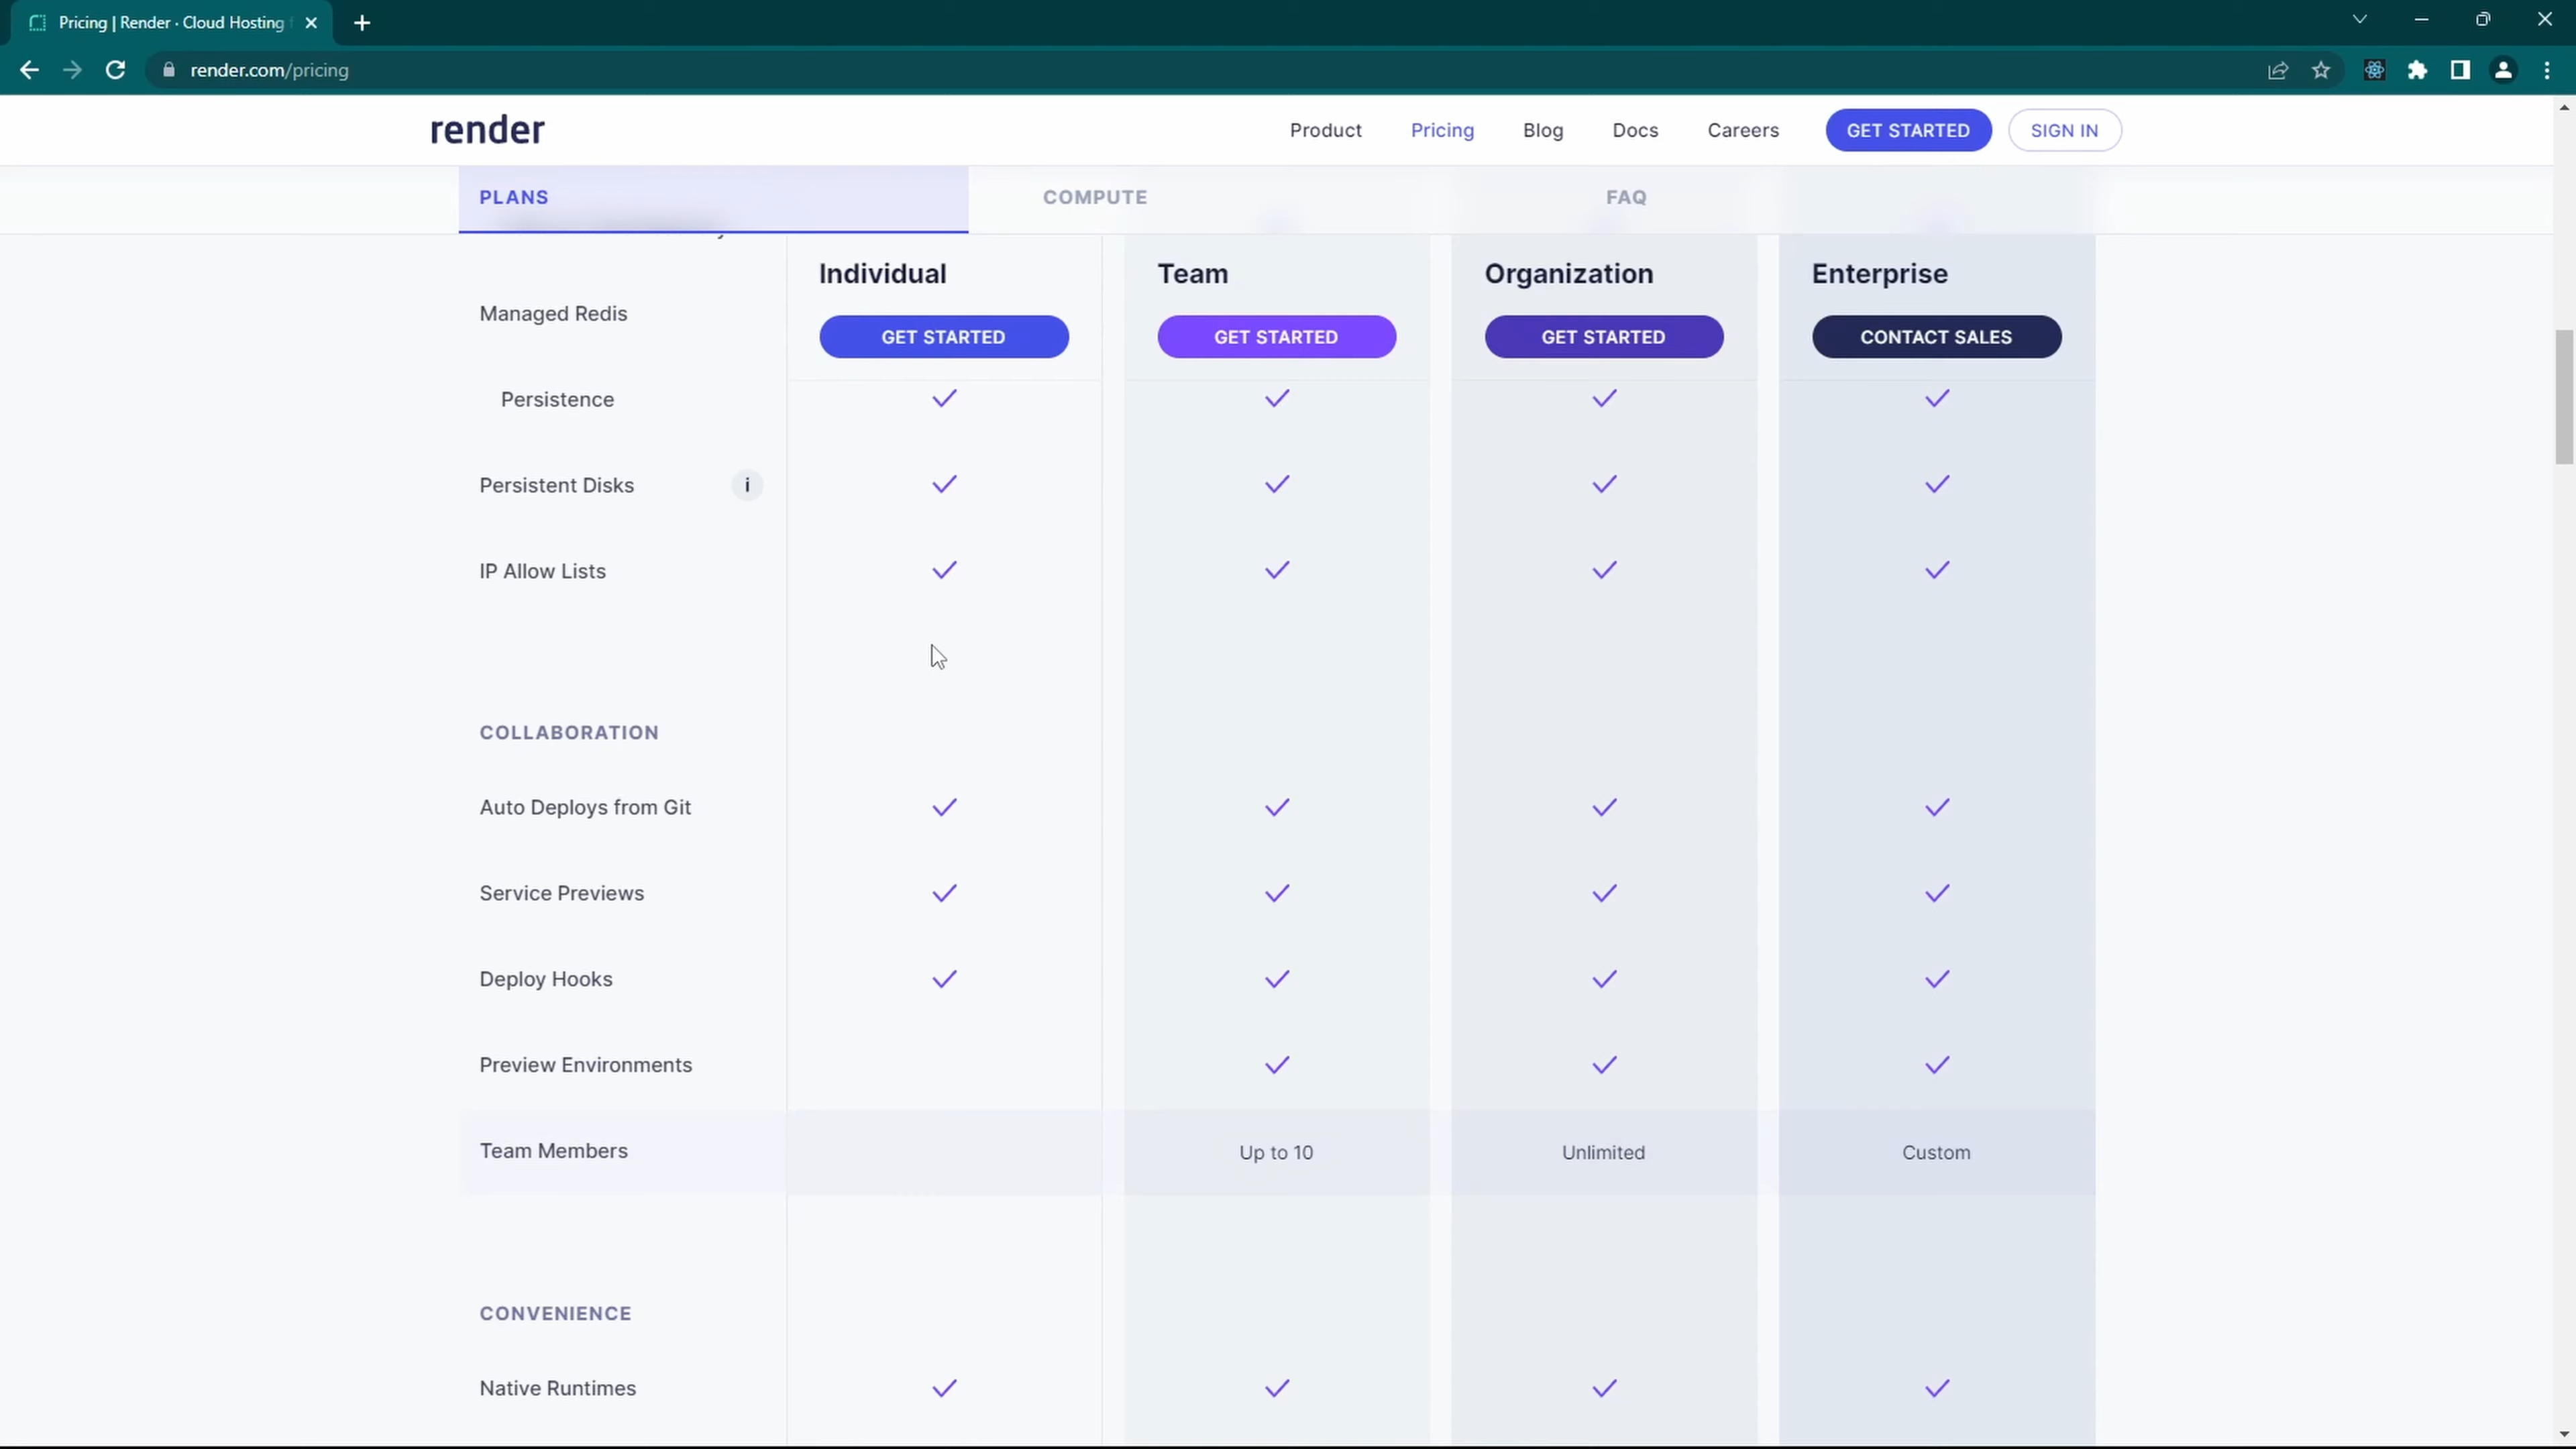 Pricing | Render · Cloud Hosting
render.com/pricing
render
Product Pricing Blog Docs Careers GET STARTED SIGN IN
PLANS COMPUTE FAQ
Individual Team Organization Enterprise
Managed Redis
GET STARTED GET STARTED GET STARTED CONTACT SALES
Persistence
Persistent Disks i
IP Allow Lists
COLLABORATION
Auto Deploys from Git
Service Previews
Deploy Hooks
Preview Environments
Team Members Up to 10 Unlimited Custom
CONVENIENCE
Native Runtimes